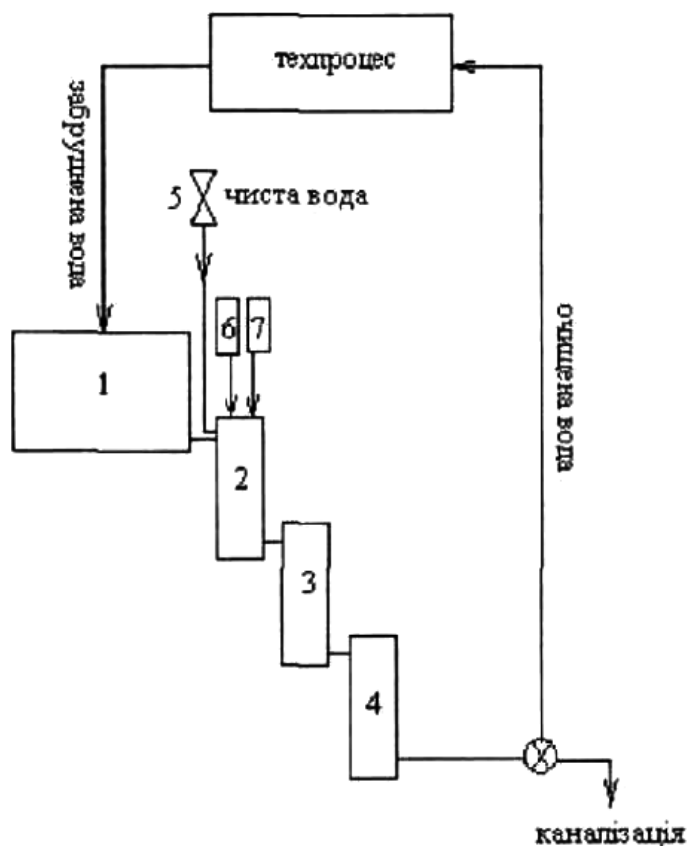 техпроцес
забруднена вода
5
чиста вода
6
7
1
2
очищена вода
3
4
каналізація